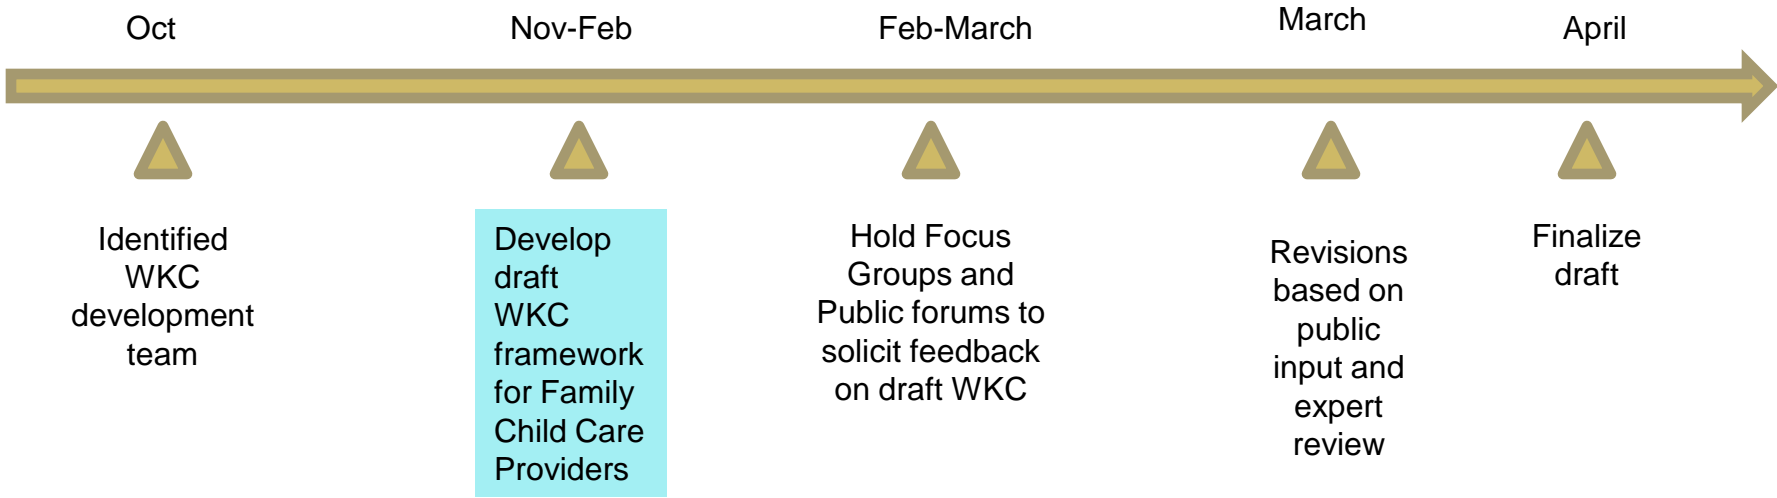 Oct
Nov-Feb
Feb-March
March
April
Identified
WKC
development
team
Develop
draft
WKC
framework
for Family
Child Care
Providers
Hold Focus
Groups and
Public forums to
solicit feedback
on draft WKC
Revisions
based on
public
input and
expert
review
Finalize
draft